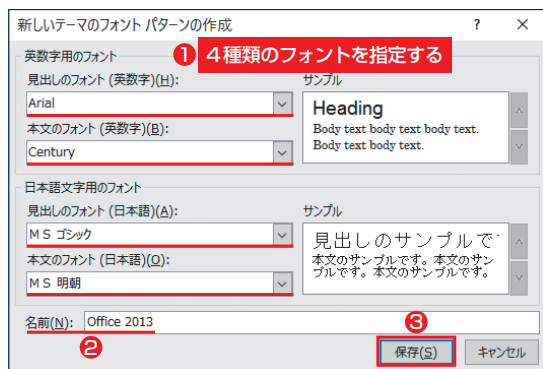 新しいテーマのフォント パターンの作成 ? ×
英数字用のフォント
❶ 4種類のフォントを指定する
見出しのフォント (英数字)(H): サンプル
Arial
Heading
本文のフォント (英数字)(B):
Body text body text body text.
Body text body text.
Century
日本語文字用のフォント
見出しのフォント (日本語)(A): サンプル
MS ゴシック
見出しのサンプルで
本文のフォント (日本語)(O):
本文のサンプルです。本文のサン
プルです。本文のサンプルです。
MS 明朝
名前(N): Office 2013
❷ ❸
保存(S) キャンセル